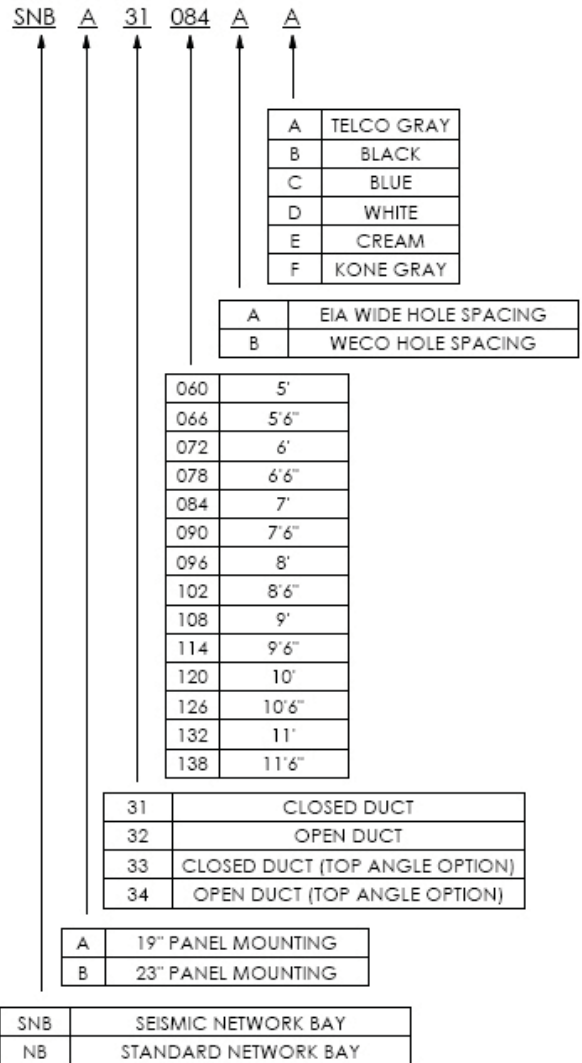 SNB A 31 084 A A
A TELCO GRAY
B BLACK
C BLUE
D WHITE
E CREAM
F KONE GRAY
A EIA WIDE HOLE SPACING
B WECO HOLE SPACING
060 5'
066 5'6"
072 6'
078 6'6"
084 7'
090 7'6"
096 8'
102 8'6"
108 9'
114 9'6"
120 10'
126 10'6"
132 11'
138 11'6"
31 CLOSED DUCT
32 OPEN DUCT
33 CLOSED DUCT (TOP ANGLE OPTION)
34 OPEN DUCT (TOP ANGLE OPTION)
A 19" PANEL MOUNTING
B 23" PANEL MOUNTING
SNB SEISMIC NETWORK BAY
NB STANDARD NETWORK BAY